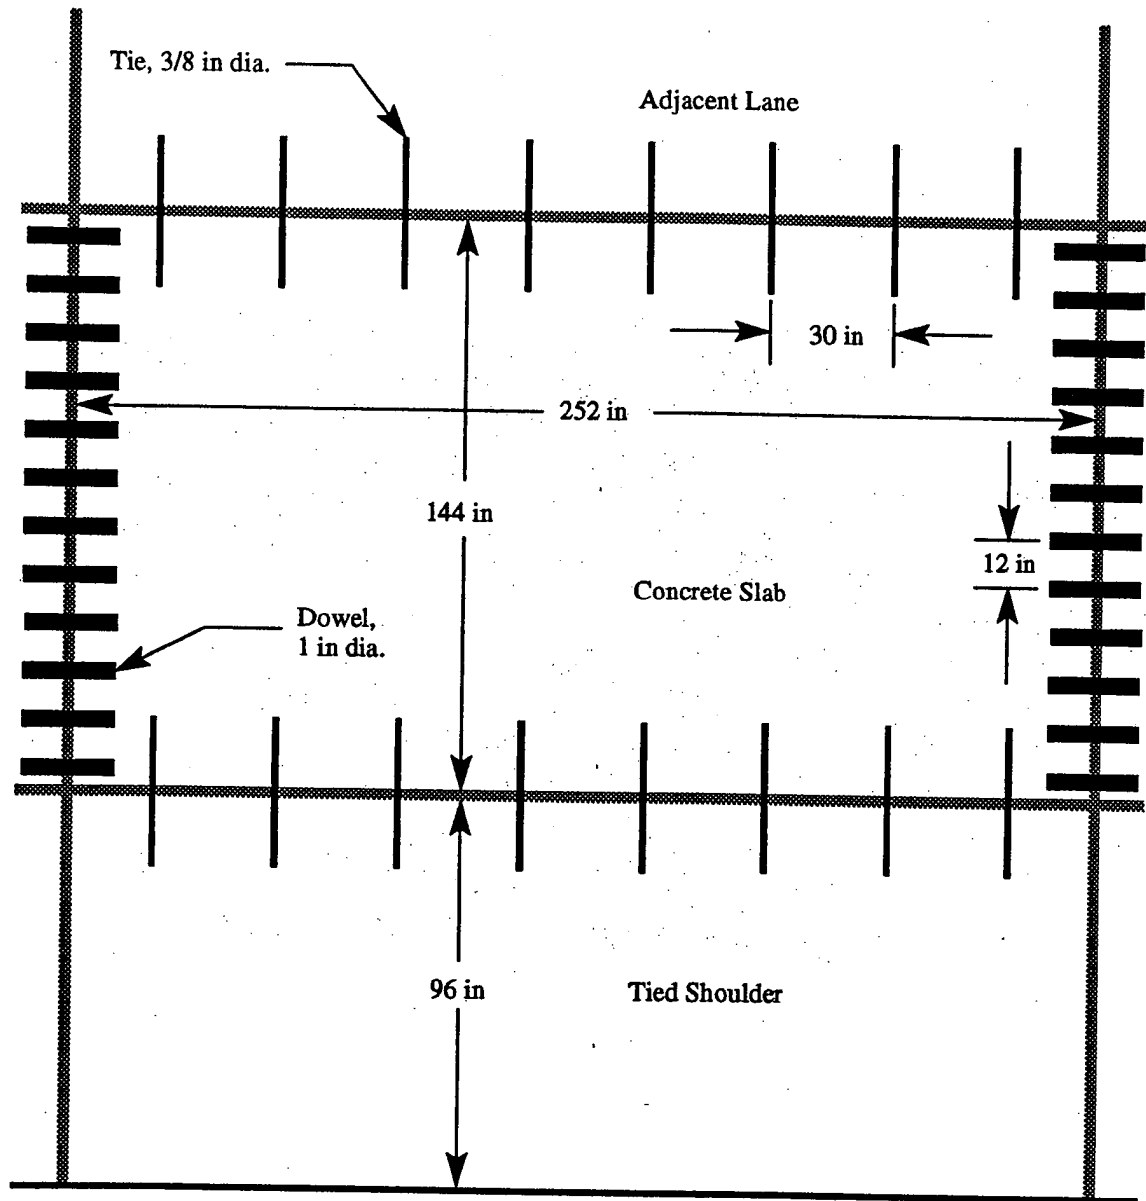 Tie, 3/8 in dia.
Adjacent Lane
30 in
252 in
144 in
12 in
Concrete Slab
Dowel,
1 in dia.
96 in
Tied Shoulder